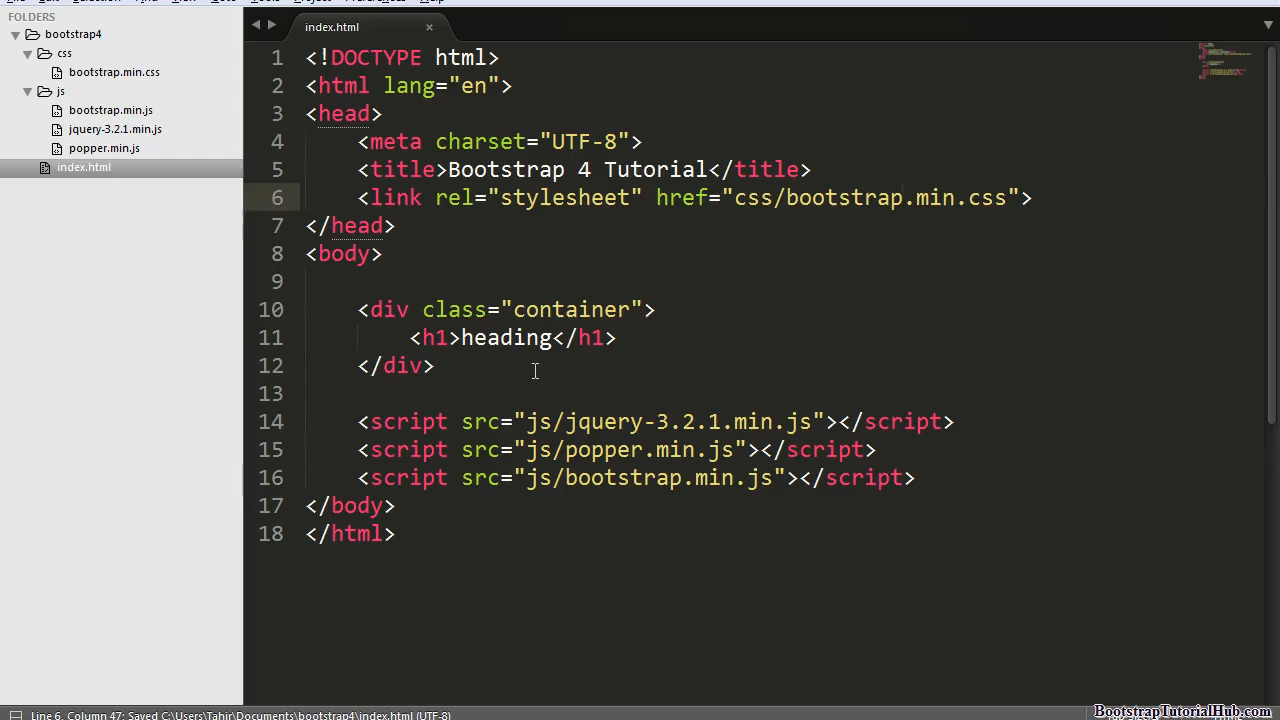 FOLDERS
bootstrap4
css
bootstrap.min.css
js
bootstrap.min.js
jquery-3.2.1.min.js
popper.min.js
index.html
index.html ×
1 <!DOCTYPE html>
2 <html lang="en">
3 <head>
4 <meta charset="UTF-8">
5 <title>Bootstrap 4 Tutorial</title>
6 <link rel="stylesheet" href="css/bootstrap.min.css">
7 </head>
8 <body>
9
10 <div class="container">
11 <h1>heading</h1>
12 </div>
13
14 <script src="js/jquery-3.2.1.min.js"></script>
15 <script src="js/popper.min.js"></script>
16 <script src="js/bootstrap.min.js"></script>
17 </body>
18 </html>
Line 6, Column 47; Saved C:\Users\Tahir\Documents\bootstrap4\index.html (UTF-8)
BootstrapTutorialHub.com